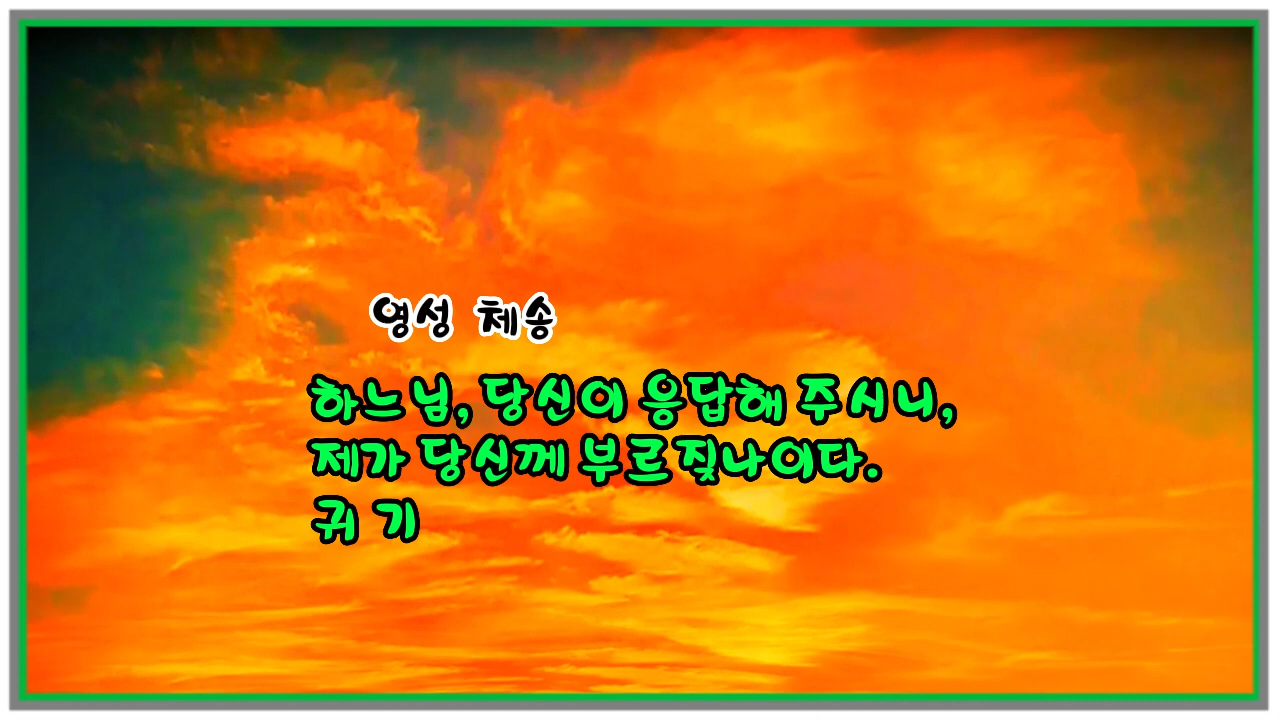 영성 체송
하느님, 당신이 응답해 주시니,
제가 당신께 부르짖나이다.
귀 기